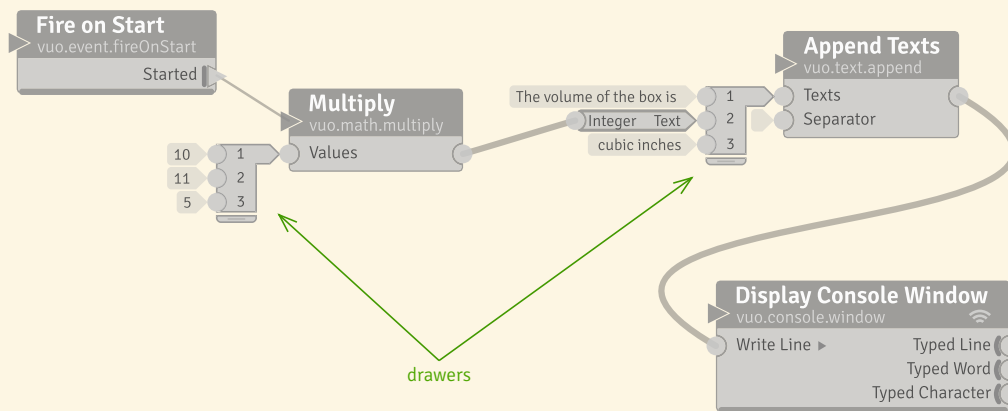 Fire on Start
vuo.event.fireOnStart
Started
Multiply
vuo.math.multiply
Values
10
1
11
2
5
3
The volume of the box is
1
Integer Text
2
cubic inches
3
Append Texts
vuo.text.append
Texts
Separator
drawers
Display Console Window
vuo.console.window
Write Line
Typed Line
Typed Word
Typed Character